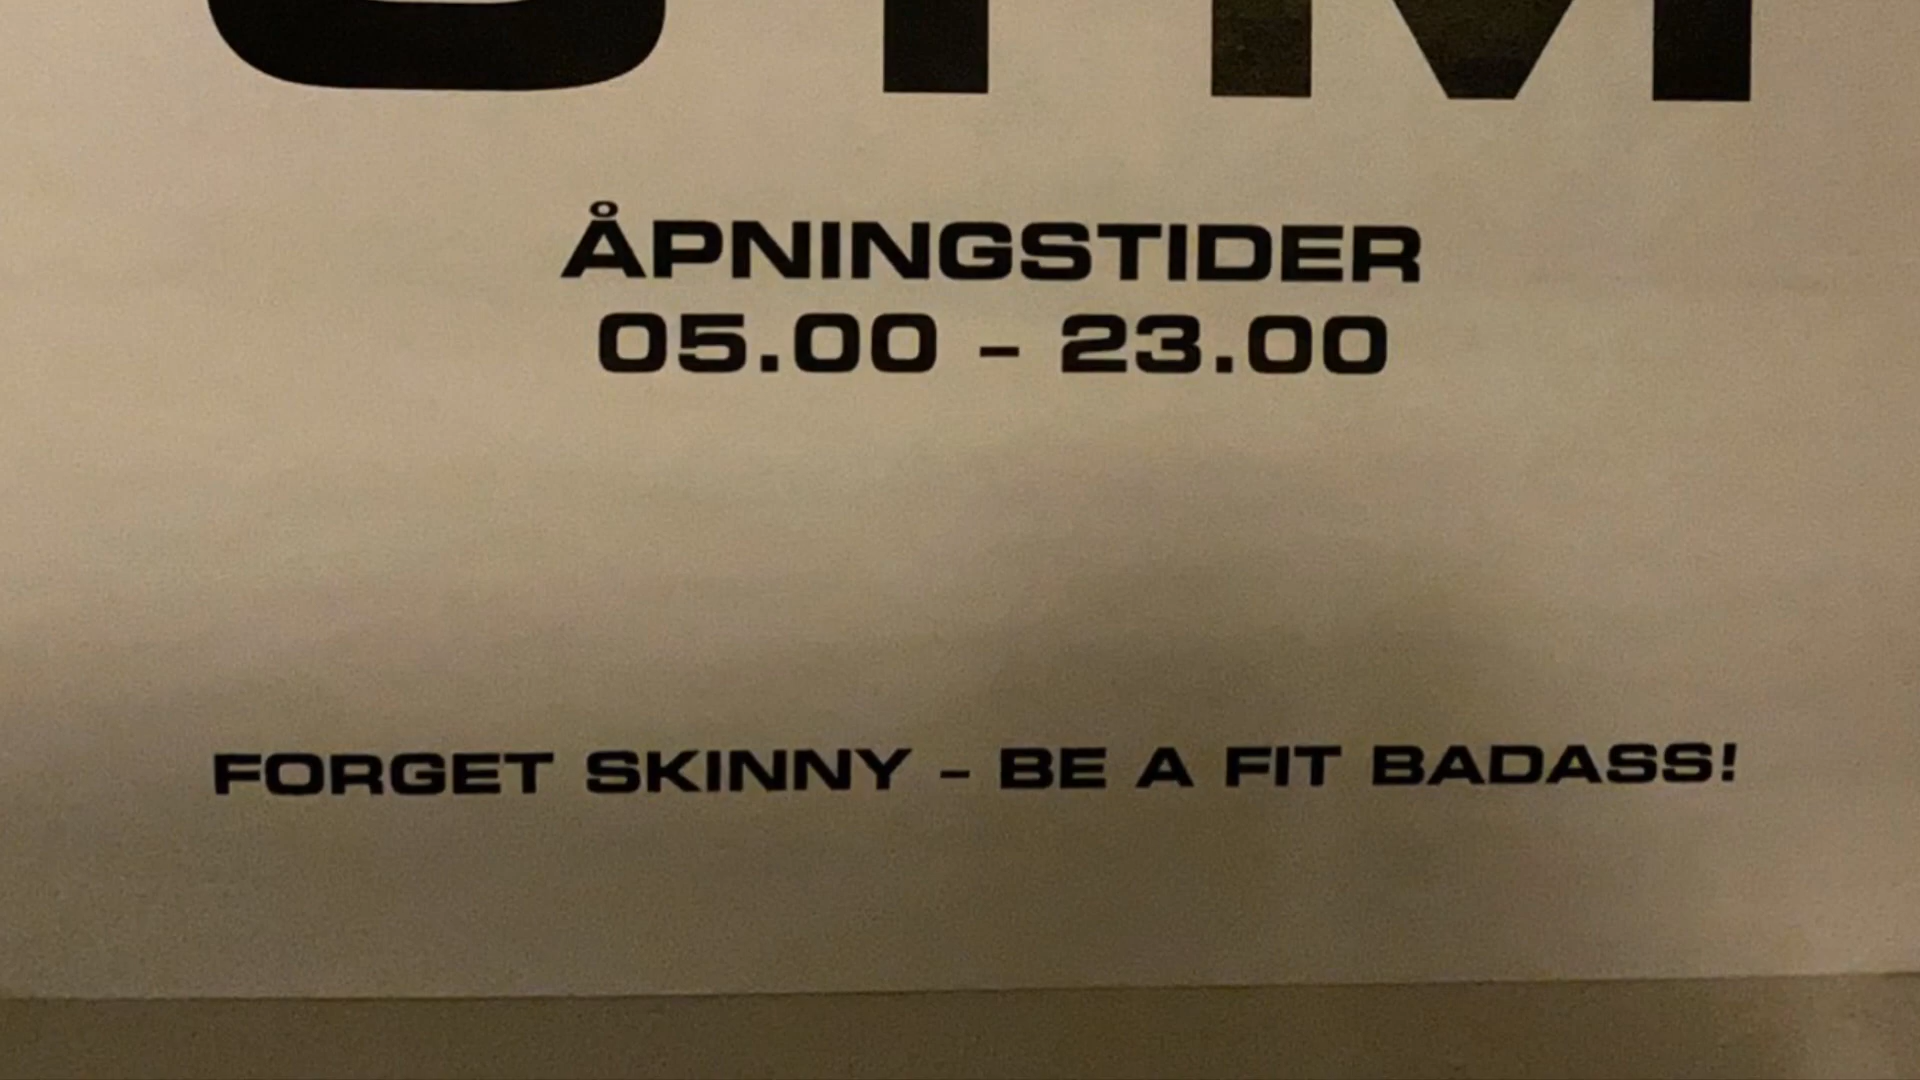 ÅPNINGSTIDER
05.00 - 23.00
FORGET SKINNY - BE A FIT BADASS!